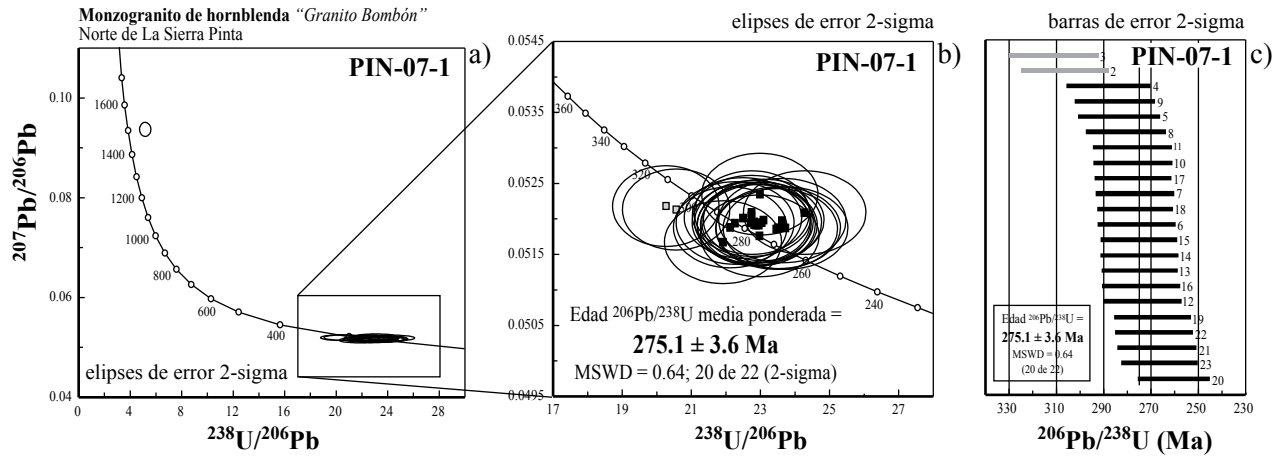 Monzogranito de hornblenda “Granito Bombón”
Norte de La Sierra Pinta
PIN-07-1
a)
0.10
0.08
0.06
0.04
207Pb/206Pb
1600
1400
1200
1000
800
600
400
elipses de error 2-sigma
0 4 8 12 16 20 24 28
238U/206Pb
elipses de error 2-sigma
PIN-07-1
b)
0.0545
0.0535
0.0525
0.0515
0.0505
0.0495
360
340
320
280
260
240
Edad 206Pb/238U media ponderada =
275.1 ± 3.6 Ma
MSWD = 0.64; 20 de 22 (2-sigma)
17 19 21 23 25 27
238U/206Pb
barras de error 2-sigma
PIN-07-1
c)
3
2
4
9
5
8
11
10
17
7
18
6
15
14
13
16
12
19
22
21
23
20
Edad 206Pb/238U =
275.1 ± 3.6 Ma
MSWD = 0.64
(20 de 22)
330 310 290 270 250 230
206Pb/238U (Ma)